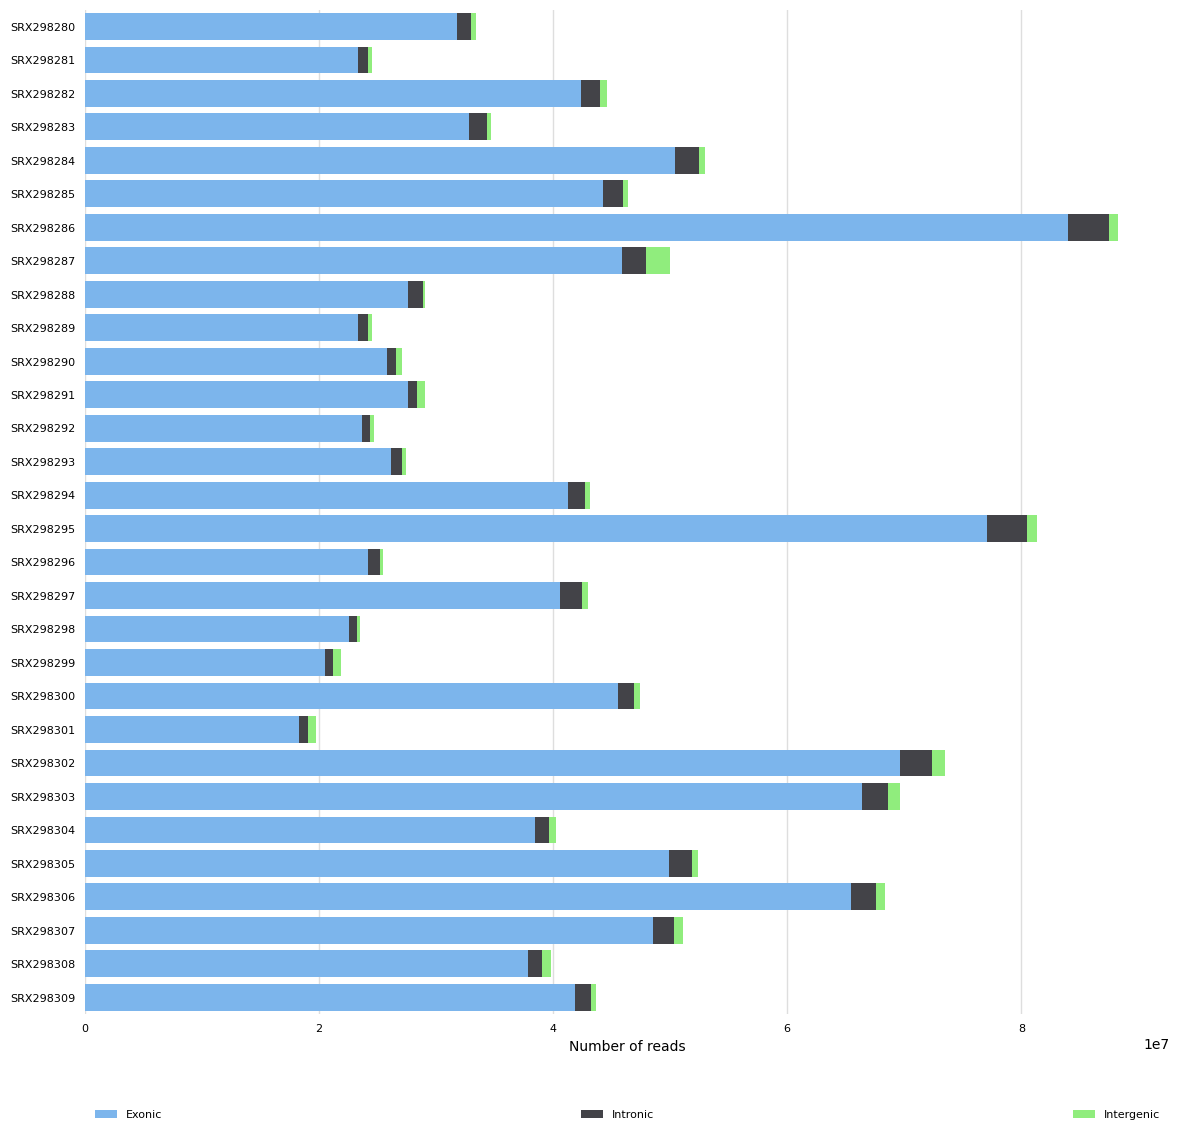 SRX298280
SRX298281
SRX298282
SRX298283
SRX298284
SRX298285
SRX298286
SRX298287
SRX298288
SRX298289
SRX298290
SRX298291
SRX298292
SRX298293
SRX298294
SRX298295
SRX298296
SRX298297
SRX298298
SRX298299
SRX298300
SRX298301
SRX298302
SRX298303
SRX298304
SRX298305
SRX298306
SRX298307
SRX298308
SRX298309
0 2 4 6 8
Number of reads 1e7
Exonic Intronic Intergenic